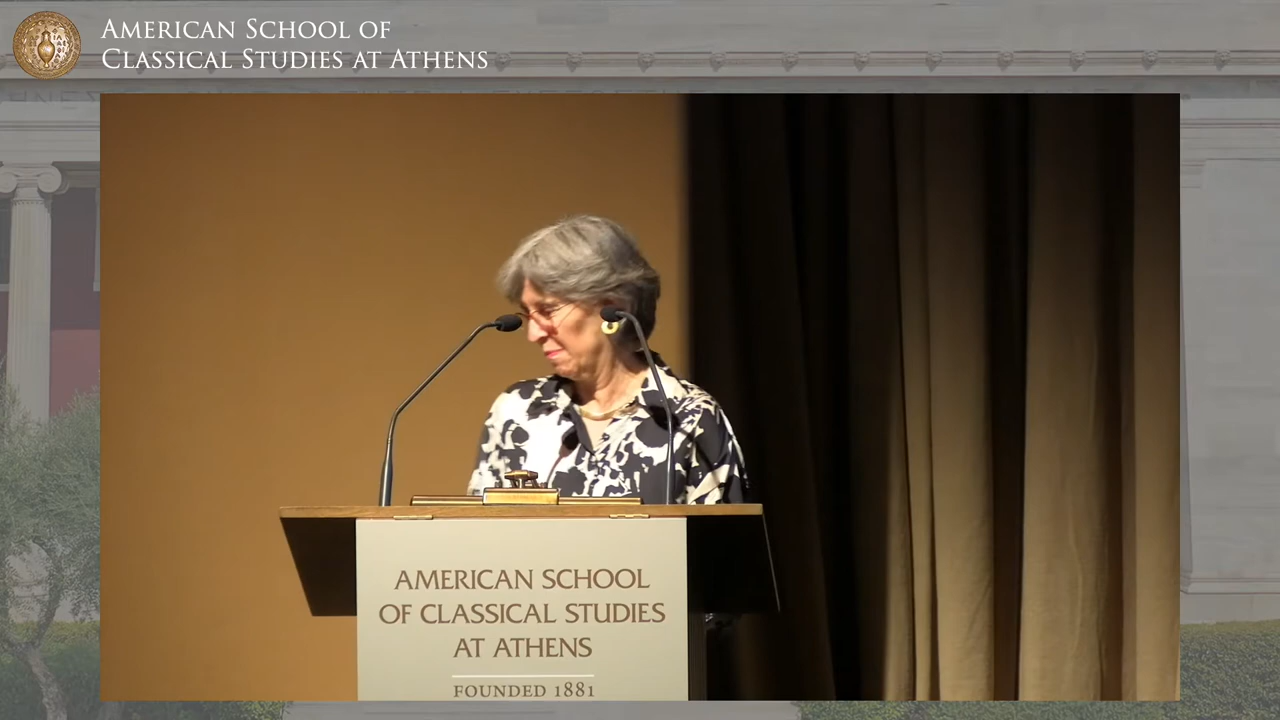 AMERICAN SCHOOL OF
CLASSICAL STUDIES AT ATHENS
AMERICAN SCHOOL
OF CLASSICAL STUDIES
AT ATHENS
FOUNDED 1881